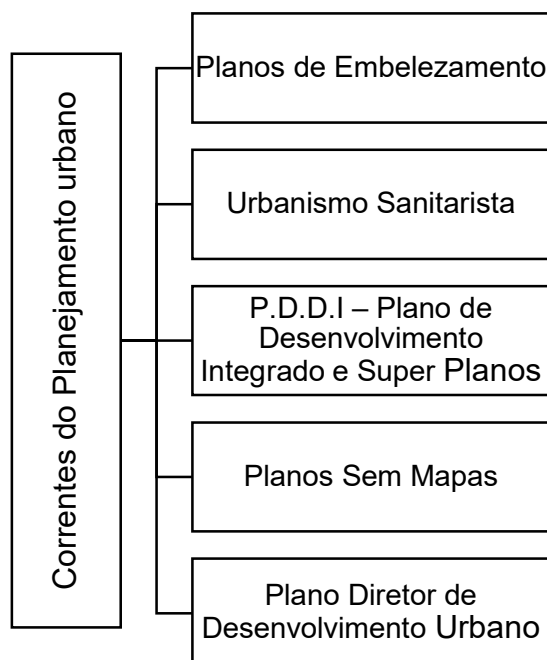 Correntes do Planejamento urbano
Planos de Embelezamento
Urbanismo Sanitarista
P.D.D.I – Plano de
Desenvolvimento
Integrado e Super Planos
Planos Sem Mapas
Plano Diretor de
Desenvolvimento Urbano